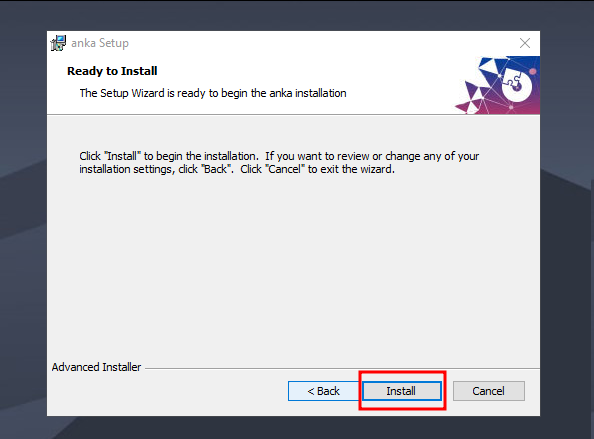 anka Setup
Ready to Install
The Setup Wizard is ready to begin the anka installation
Click "Install" to begin the installation. If you want to review or change any of your
installation settings, click "Back". Click "Cancel" to exit the wizard.
Advanced Installer
< Back Install Cancel